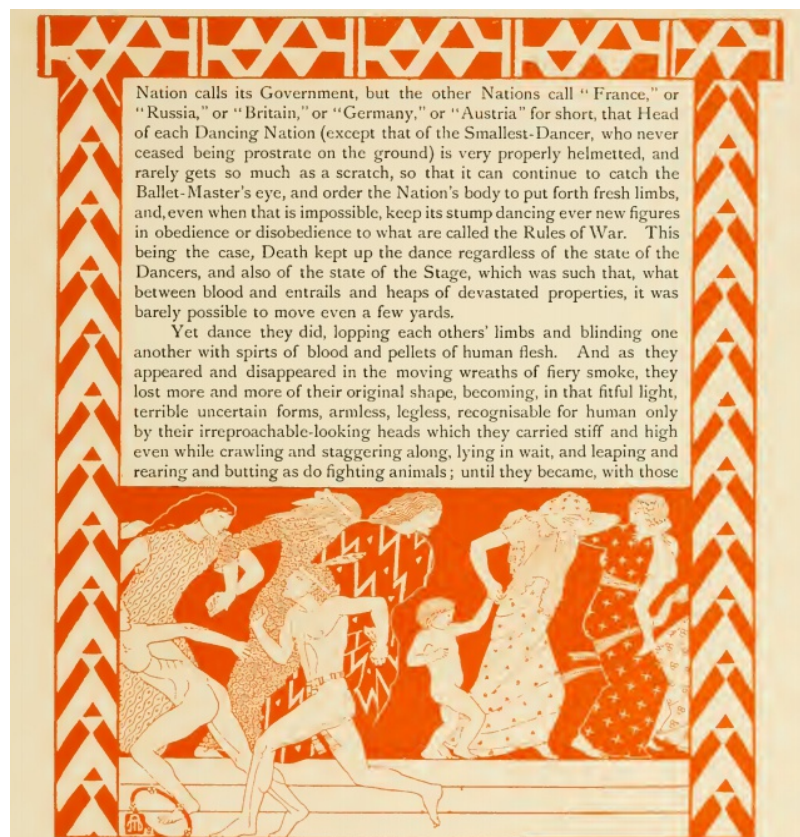 Nation calls its Government, but the other Nations call “ France,” or
“ Russia,” or “ Britain,” or “Germany,” or “Austria” for short, that Head
of each Dancing Nation (except that of the Smallest-Dancer, who never
ceased being prostrate on the ground) is very properly helmetted, and
rarely gets so much as a scratch, so that it can continue to catch the
Ballet-Master’s eye, and order the Nation’s body to put forth fresh limbs,
and, even when that is impossible, keep its stump dancing ever new figures
in obedience or disobedience to what are called the Rules of War. This
being the case, Death kept up the dance regardless of the state of the
Dancers, and also of the state of the Stage, which was such that, what
between blood and entrails and heaps of devastated properties, it was
barely possible to move even a few yards.
Yet dance they did, lopping each others’ limbs and blinding one
another with spirts of blood and pellets of human flesh. And as they
appeared and disappeared in the moving wreaths of fiery smoke, they
lost more and more of their original shape, becoming, in that fitful light,
terrible uncertain forms, armless, legless, recognisable for human only
by their irreproachable-looking heads which they carried stiff and high
even while crawling and staggering along, lying in wait, and leaping and
rearing and butting as do fighting animals ; until they became, with those